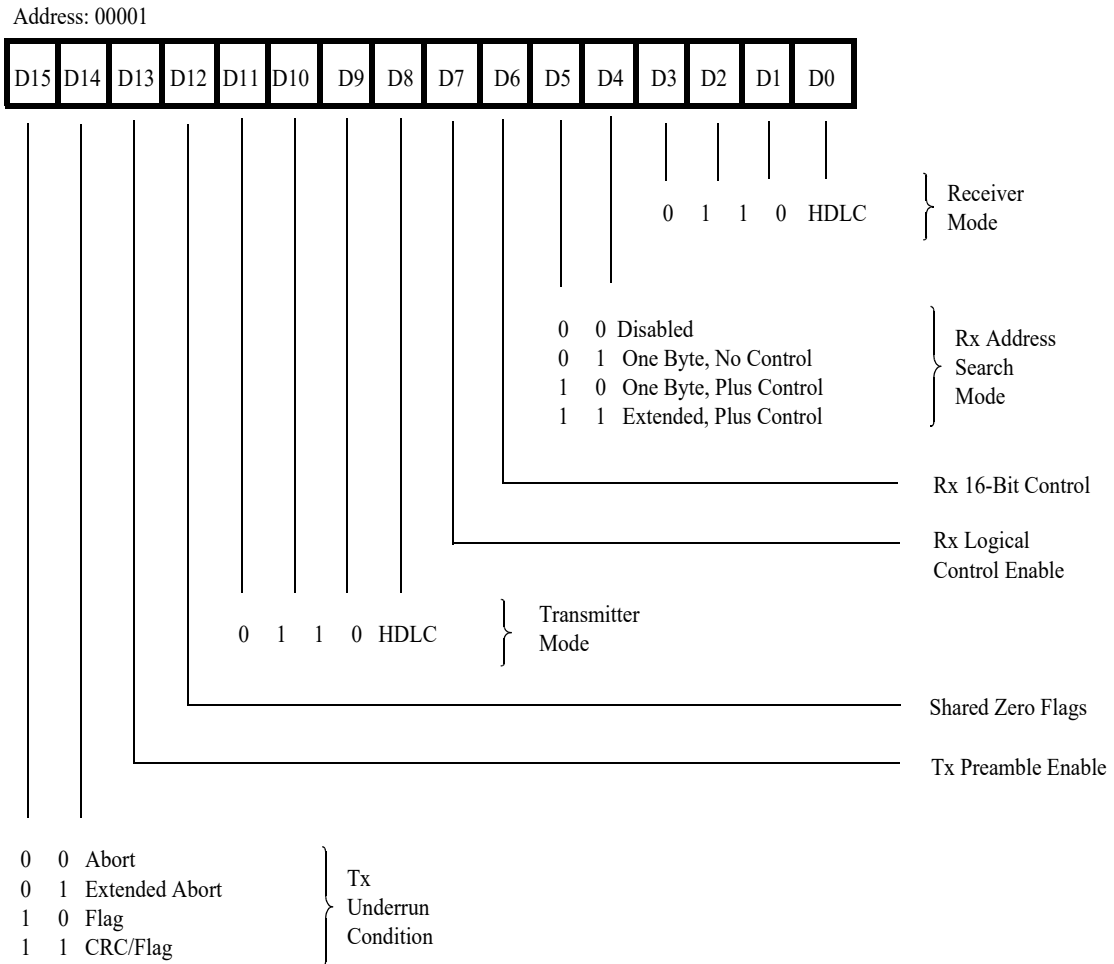 Address: 00001
D15 D14 D13 D12 D11 D10 D9 D8 D7 D6 D5 D4 D3 D2 D1 D0
0 1 1 0 HDLC
Receiver
Mode
0 0 Disabled
0 1 One Byte, No Control
1 0 One Byte, Plus Control
1 1 Extended, Plus Control
Rx Address
Search
Mode
Rx 16-Bit Control
Rx Logical
Control Enable
0 1 1 0 HDLC
Transmitter
Mode
Shared Zero Flags
Tx Preamble Enable
0 0 Abort
0 1 Extended Abort
1 0 Flag
1 1 CRC/Flag
Tx
Underrun
Condition